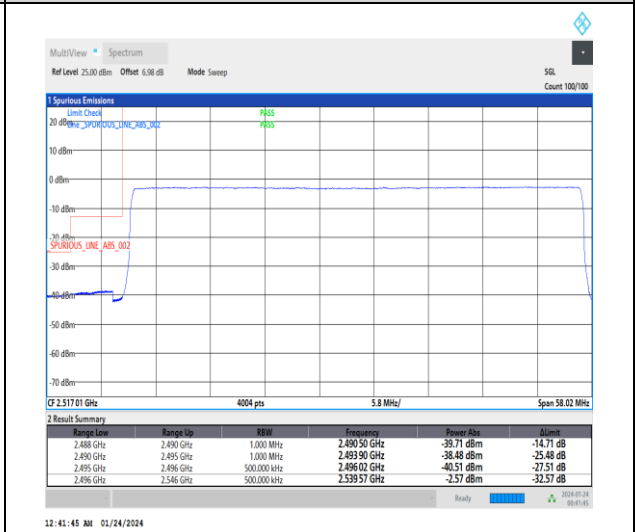 MultiView Spectrum
Ref Level 25.00 dBm Offset 6.98 dB Mode Sweep SGL
Count 100/100
1 Spurious Emissions
Limit Check PASS
20 dBm
Line _SPURIOUS_LINE_ABS_002 PASS
10 dBm
0 dBm
-10 dBm
-20 dBm
_SPURIOUS_LINE_ABS_002
-30 dBm
-40 dBm
-50 dBm
-60 dBm
-70 dBm
CF 2.517 01 GHz 4004 pts 5.8 MHz/ Span 58.02 MHz
2 Result Summary
Range Low Range Up RBW Frequency Power Abs ΔLimit
2.488 GHz 2.490 GHz 1.000 MHz 2.490 50 GHz -39.71 dBm -14.71 dB
2.490 GHz 2.495 GHz 1.000 MHz 2.493 90 GHz -38.48 dBm -25.48 dB
2.495 GHz 2.496 GHz 500.000 kHz 2.496 02 GHz -40.51 dBm -27.51 dB
2.496 GHz 2.546 GHz 500.000 kHz 2.539 57 GHz -2.57 dBm -32.57 dB
Ready 2024-01-24
00:41:45
12:41:45 AM 01/24/2024